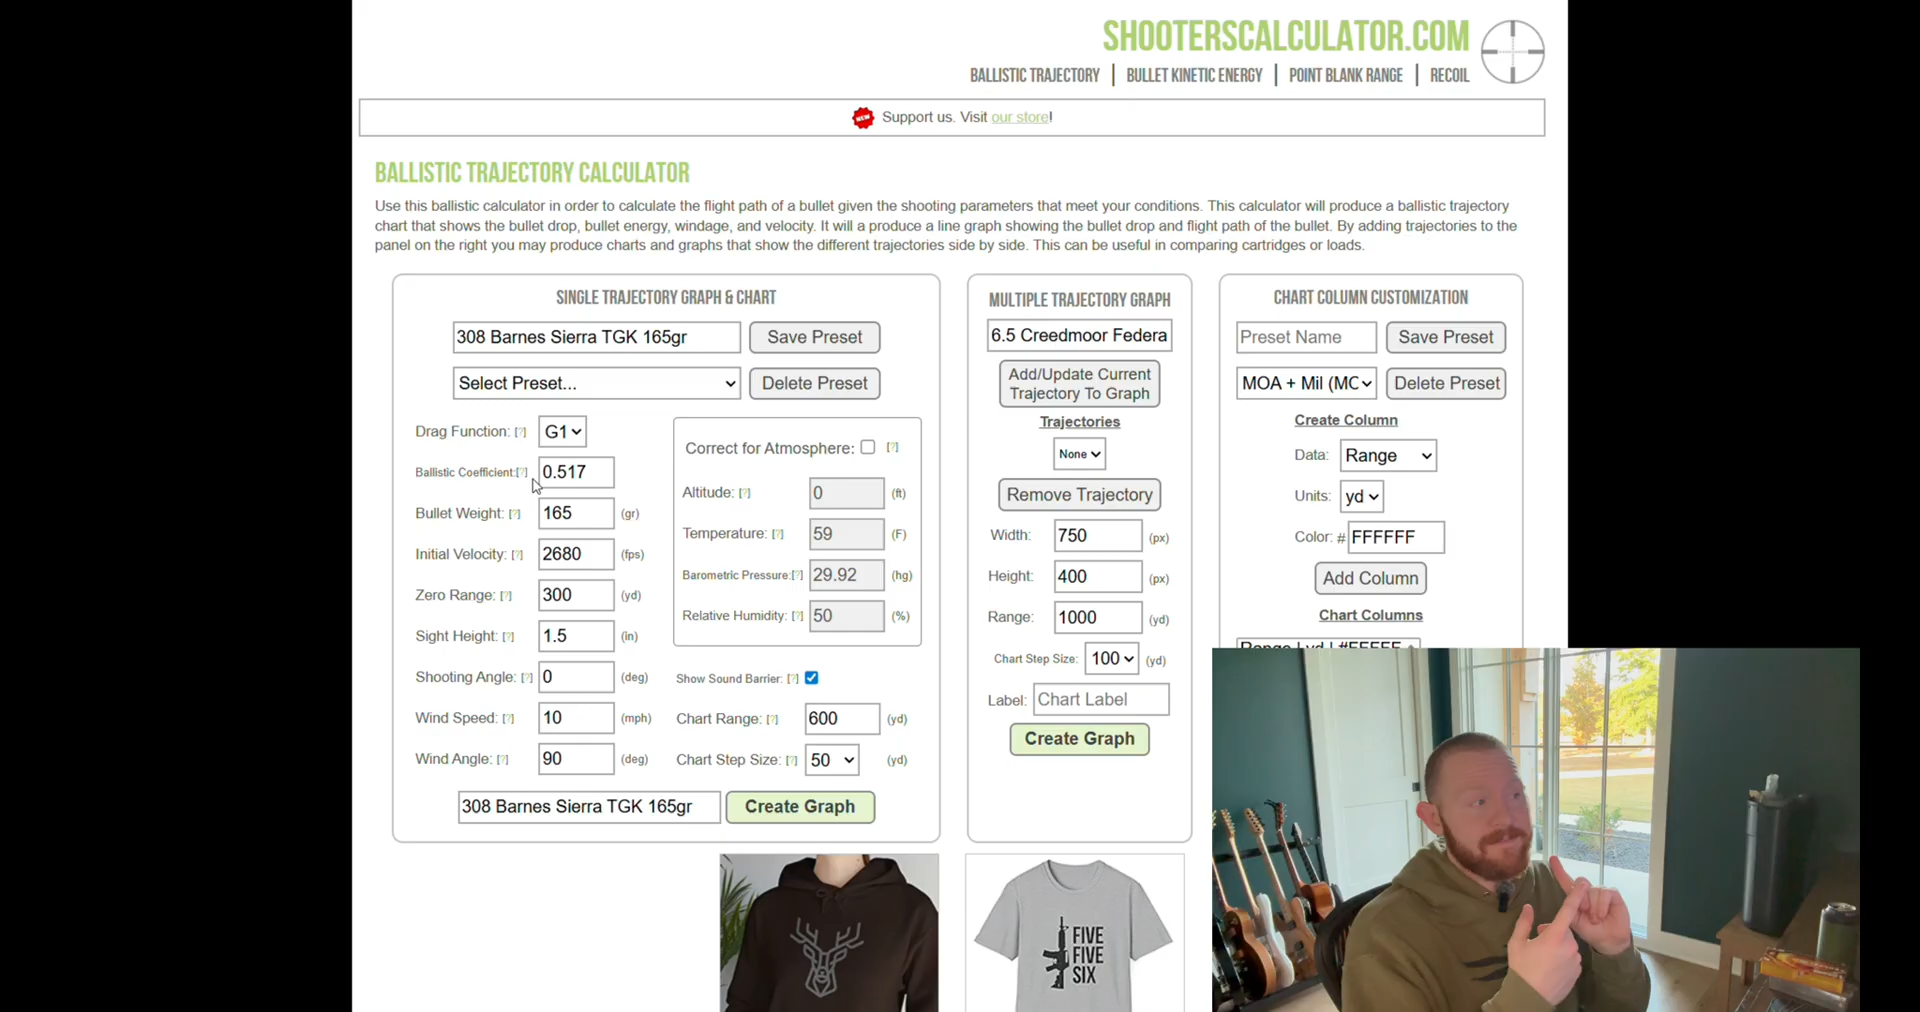 SHOOTERSCALCULATOR.COM
BALLISTIC TRAJECTORY | BULLET KINETIC ENERGY | POINT BLANK RANGE | RECOIL
NEW Support us. Visit our store!
BALLISTIC TRAJECTORY CALCULATOR
Use this ballistic calculator in order to calculate the flight path of a bullet given the shooting parameters that meet your conditions. This calculator will produce a ballistic trajectory
chart that shows the bullet drop, bullet energy, windage, and velocity. It will a produce a line graph showing the bullet drop and flight path of the bullet. By adding trajectories to the
panel on the right you may produce charts and graphs that show the different trajectories side by side. This can be useful in comparing cartridges or loads.
SINGLE TRAJECTORY GRAPH & CHART
308 Barnes Sierra TGK 165gr Save Preset
Select Preset... Delete Preset
Drag Function: [?] G1
Ballistic Coefficient:[?] 0.517
Bullet Weight: [?] 165 (gr)
Initial Velocity: [?] 2680 (fps)
Zero Range: [?] 300 (yd)
Sight Height: [?] 1.5 (in)
Shooting Angle: [?] 0 (deg)
Wind Speed: [?] 10 (mph)
Wind Angle: [?] 90 (deg)
Correct for Atmosphere: [?]
Altitude: [?] 0 (ft)
Temperature: [?] 59 (F)
Barometric Pressure:[?] 29.92 (hg)
Relative Humidity: [?] 50 (%)
Show Sound Barrier: [?]
Chart Range: [?] 600 (yd)
Chart Step Size: [?] 50 (yd)
308 Barnes Sierra TGK 165gr Create Graph
MULTIPLE TRAJECTORY GRAPH
6.5 Creedmoor Federa
Add/Update Current
Trajectory To Graph
Trajectories
None
Remove Trajectory
Width: 750 (px)
Height: 400 (px)
Range: 1000 (yd)
Chart Step Size: 100 (yd)
Label: Chart Label
Create Graph
CHART COLUMN CUSTOMIZATION
Preset Name Save Preset
MOA + Mil (MC Delete Preset
Create Column
Data: Range
Units: yd
Color: # FFFFFF
Add Column
Chart Columns
Range | yd | #FFFFF
FIVE
FIVE
SIX